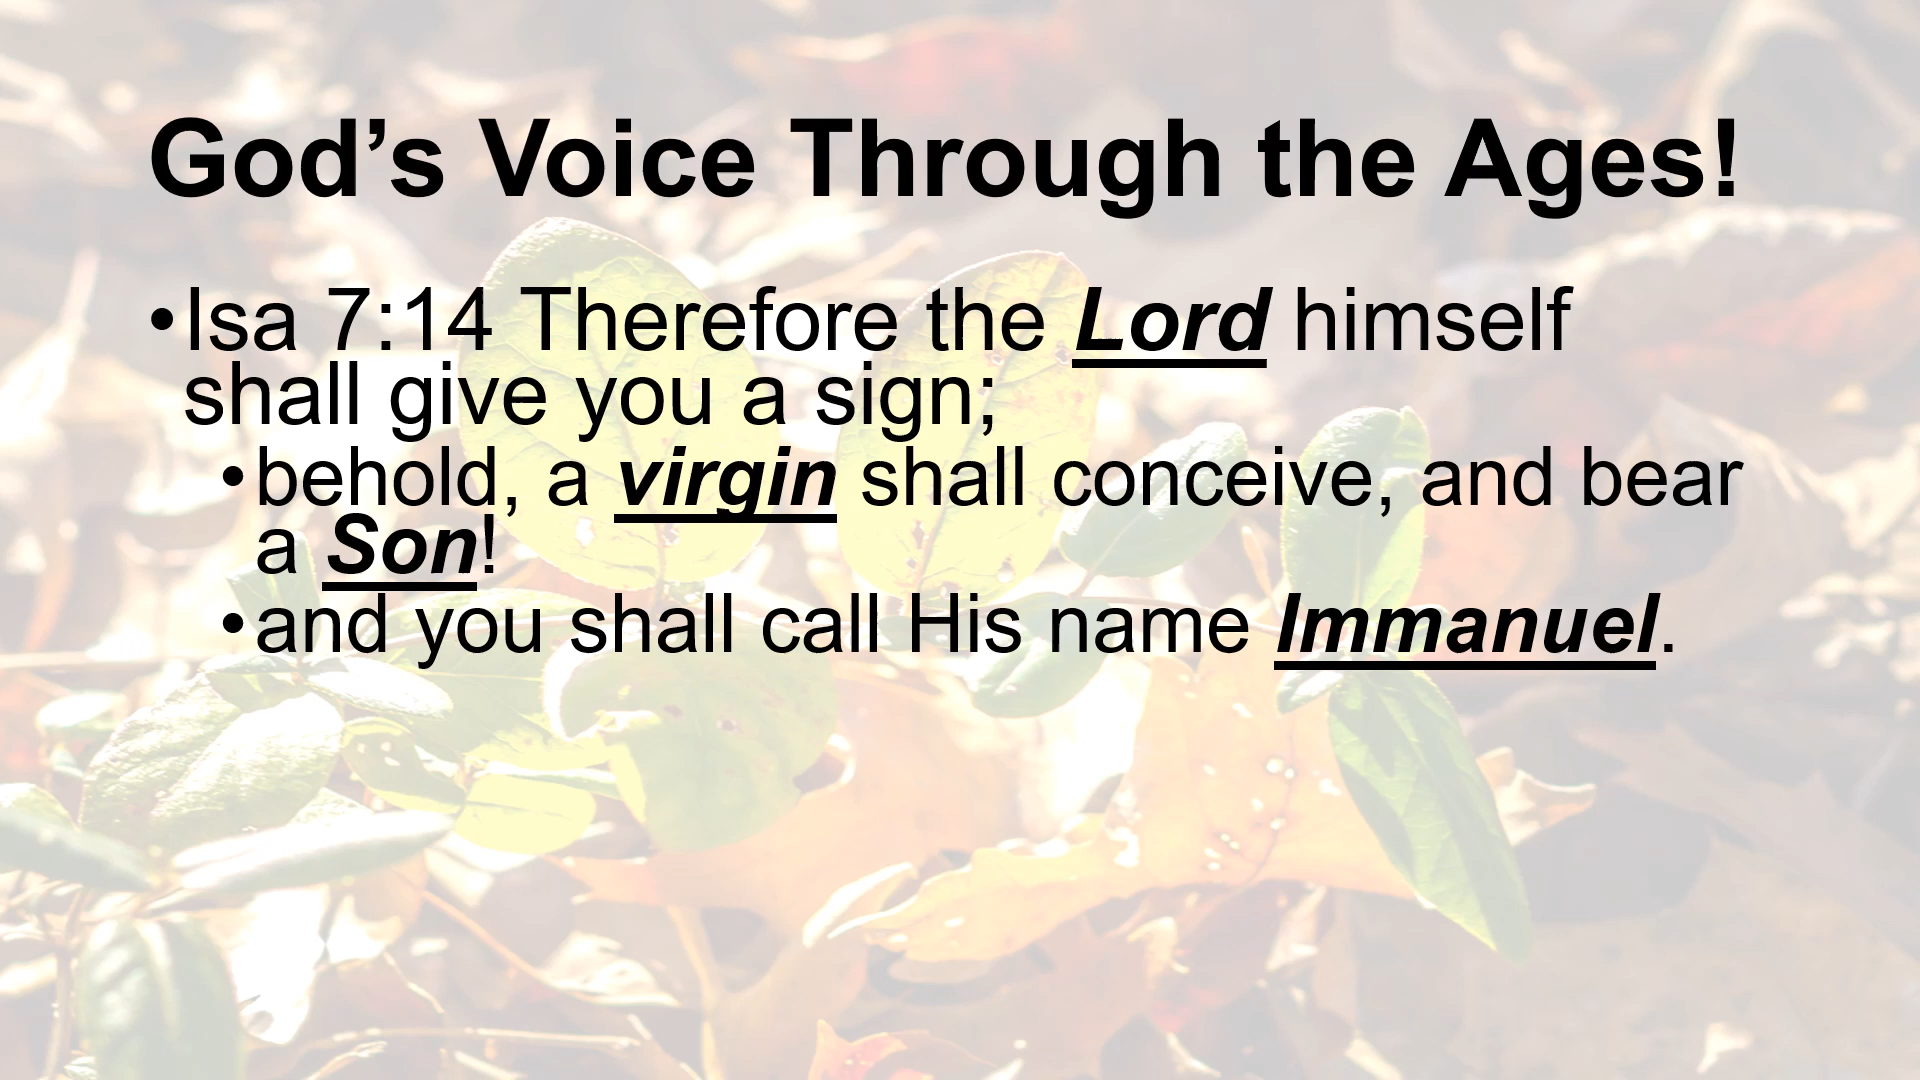 God’s Voice Through the Ages!
•Isa 7:14 Therefore the Lord himself
shall give you a sign;
•behold, a virgin shall conceive, and bear
a Son!
•and you shall call His name Immanuel.